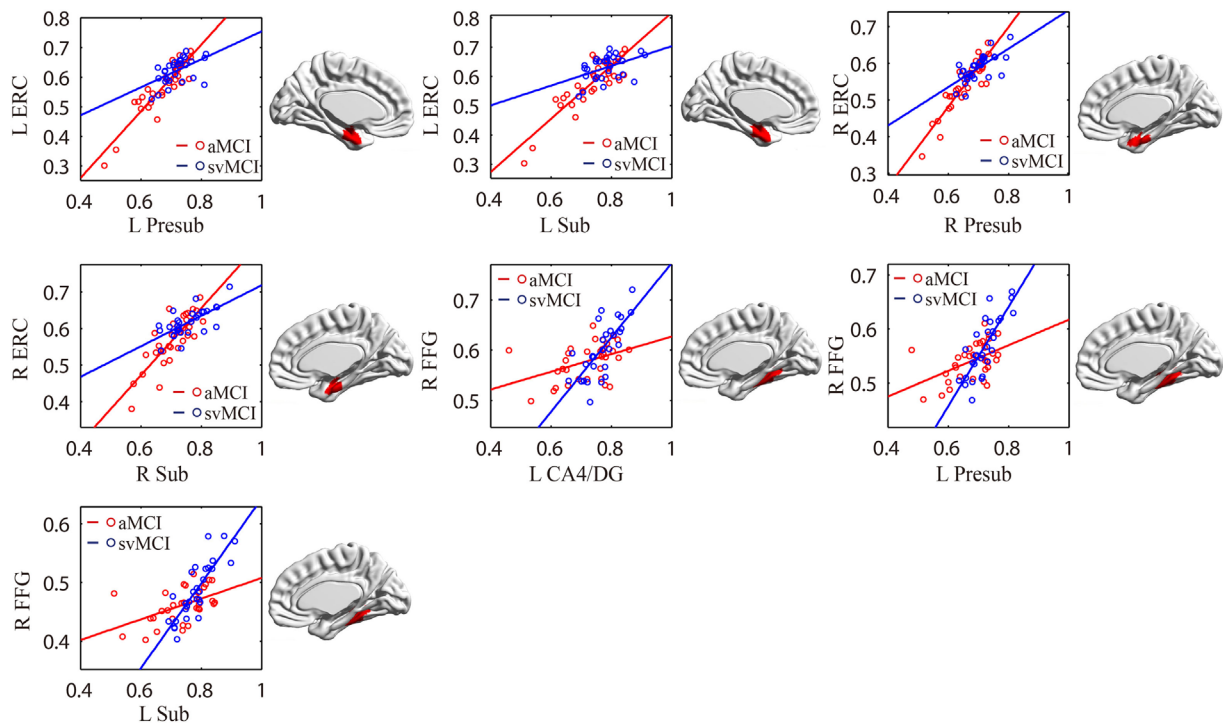 0.8
0.7
0.6
0.5
0.4
0.3
L ERC
aMCI
svMCI
0.4 0.6 0.8 1
L Presub
0.8
0.7
0.6
0.5
0.4
0.3
L ERC
aMCI
svMCI
0.4 0.6 0.8 1
L Sub
0.7
0.6
0.5
0.4
0.3
R ERC
aMCI
svMCI
0.4 0.6 0.8 1
R Presub
0.7
0.6
0.5
0.4
R ERC
aMCI
svMCI
0.4 0.6 0.8 1
R Sub
0.7
0.6
0.5
R FFG
aMCI
svMCI
0.4 0.6 0.8 1
L CA4/DG
0.7
0.6
0.5
R FFG
aMCI
svMCI
0.4 0.6 0.8 1
L Presub
0.6
0.5
0.4
R FFG
aMCI
svMCI
0.4 0.6 0.8 1
L Sub